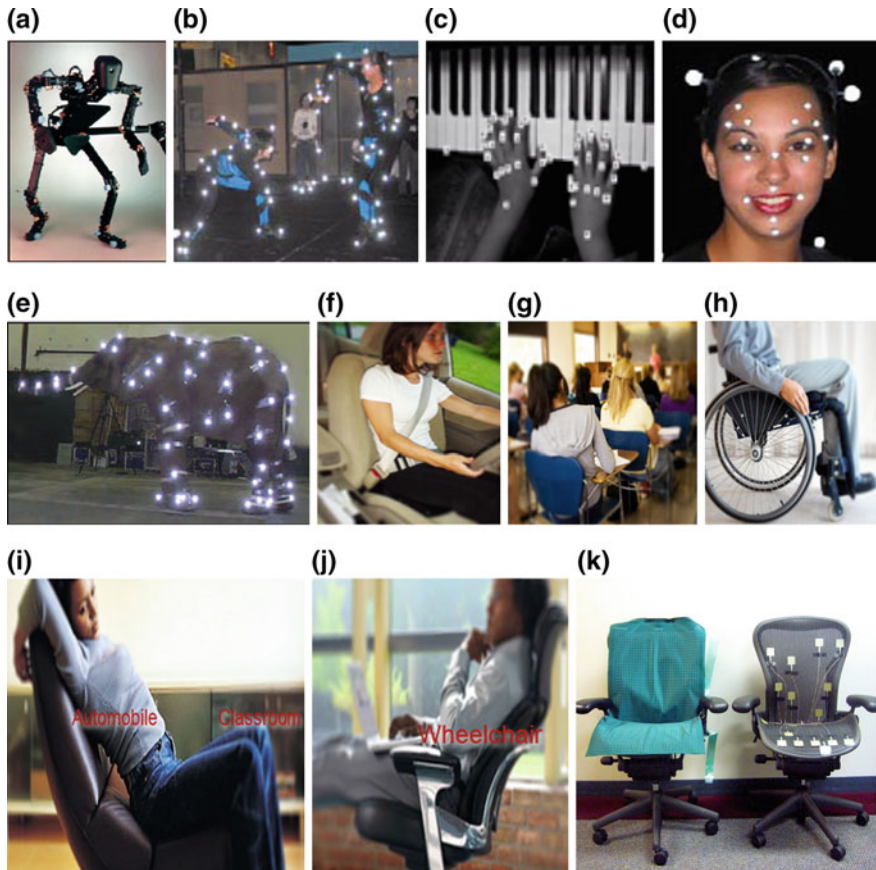 (a)
(b)
(c)
(d)
(e)
(f)
(g)
(h)
(i)
(j)
(k)
Automobile
Classroom
Wheelchair